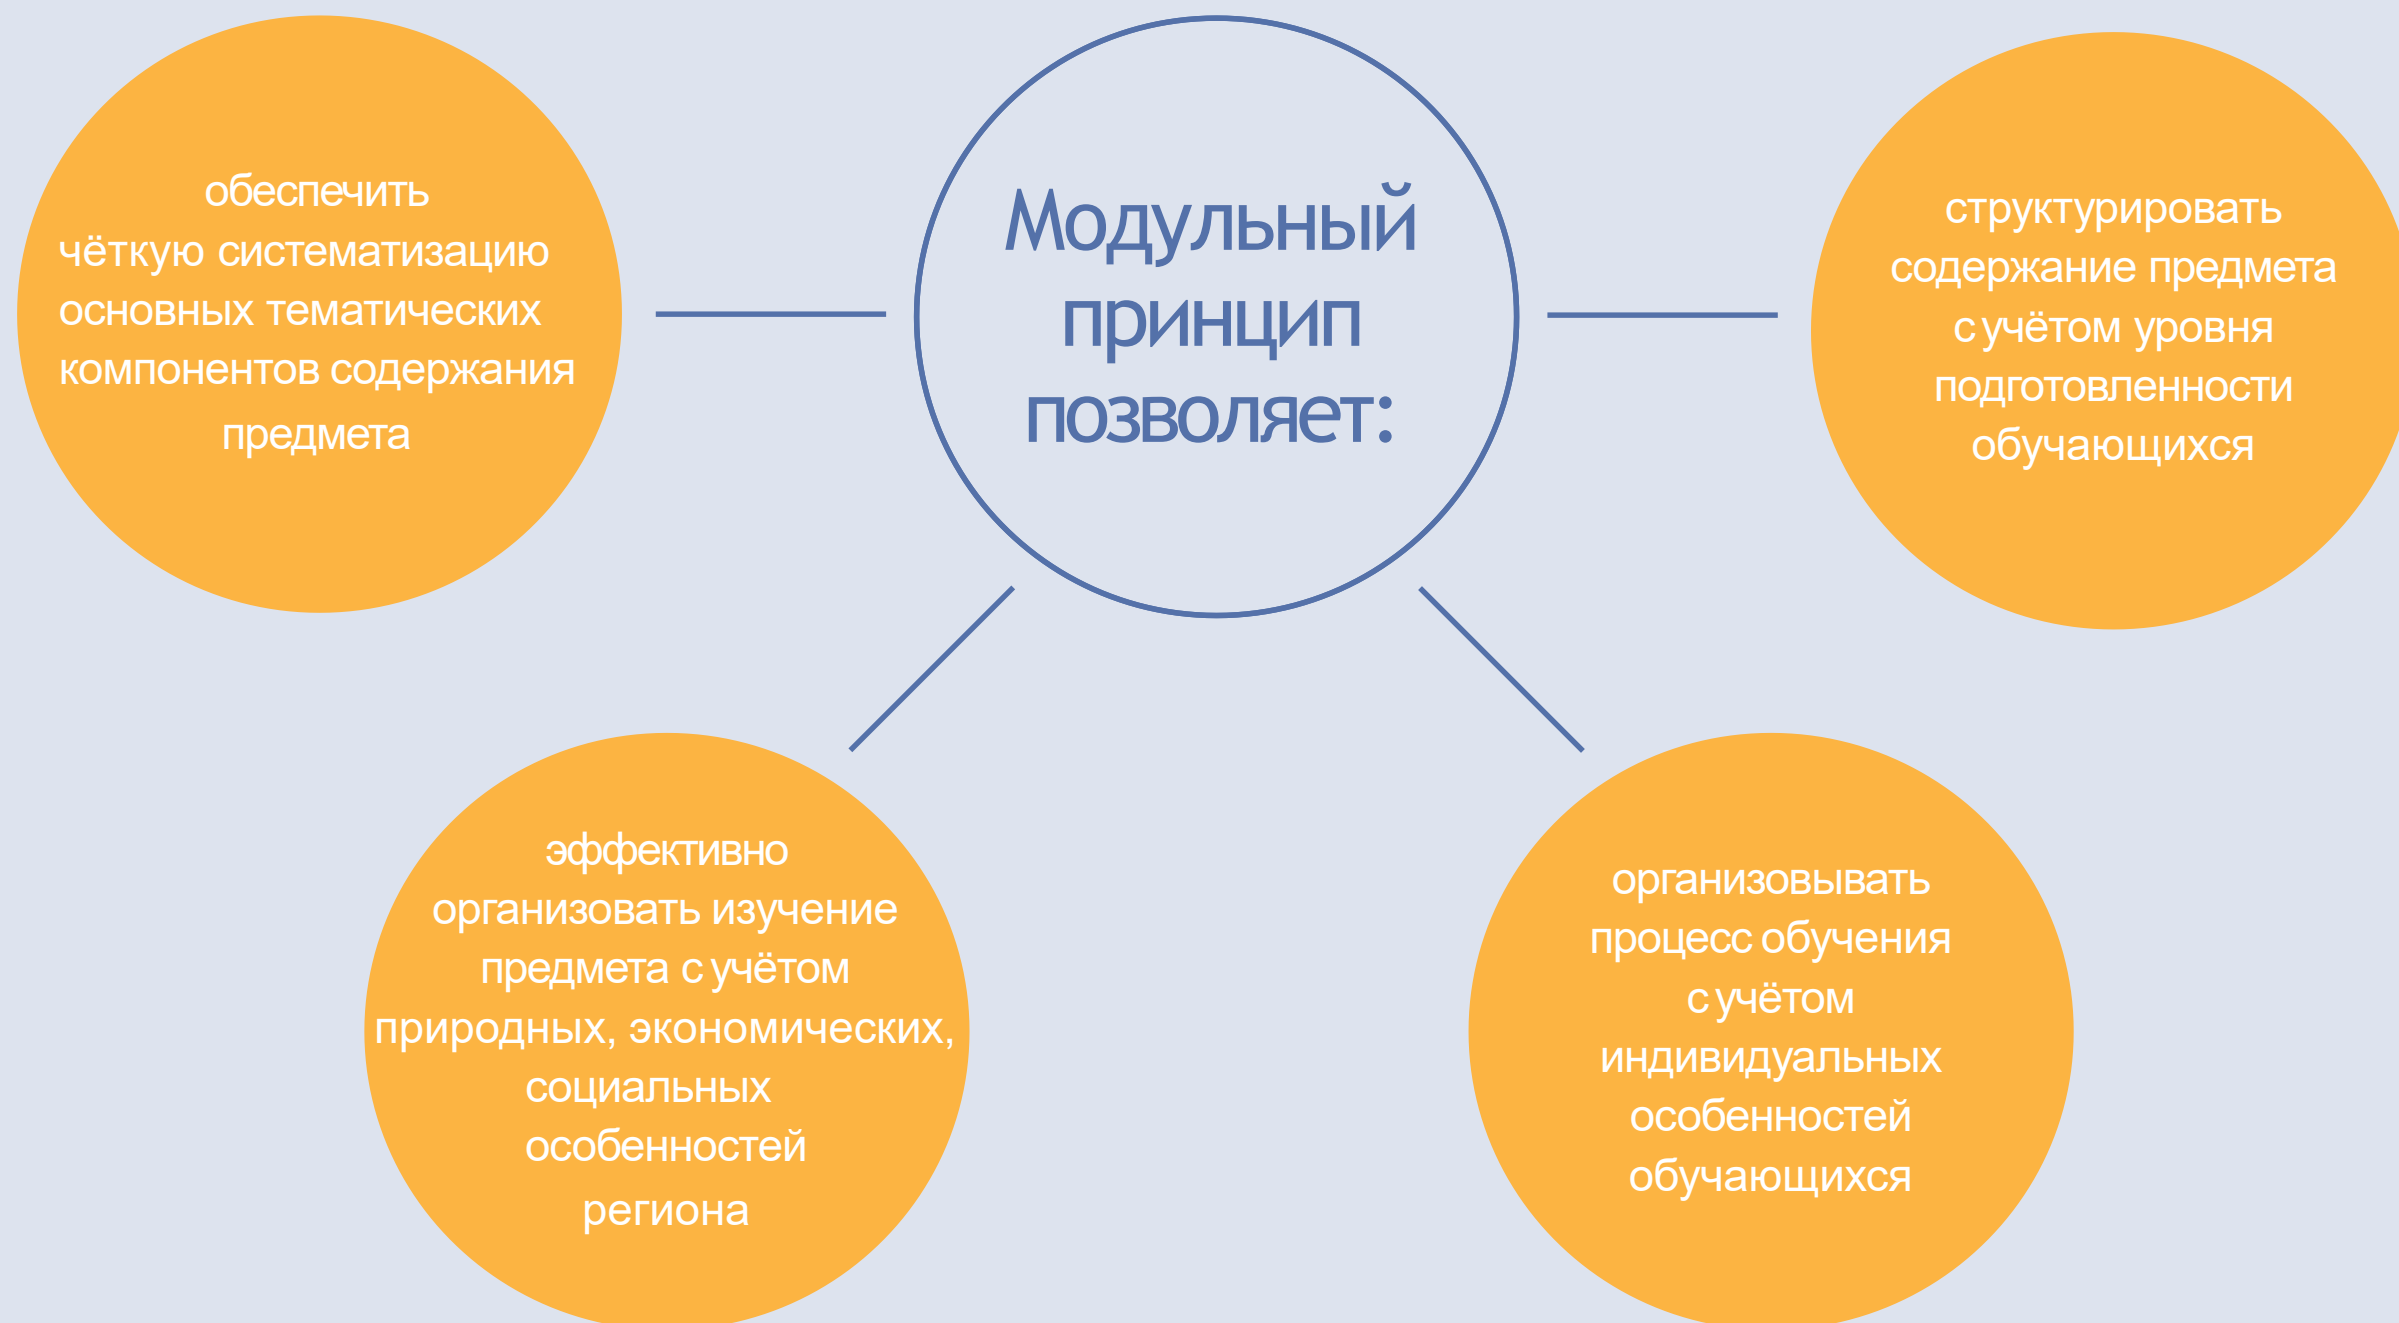 обеспечить
чёткую систематизацию
основных тематических
компонентов содержания
предмета
Модульный
принцип
позволяет:
структурировать
содержание предмета
с учётом уровня
подготовленности
обучающихся
эффективно
организовать изучение
предмета с учётом
природных, экономических,
социальных
особенностей
региона
организовывать
процесс обучения
с учётом
индивидуальных
особенностей
обучающихся